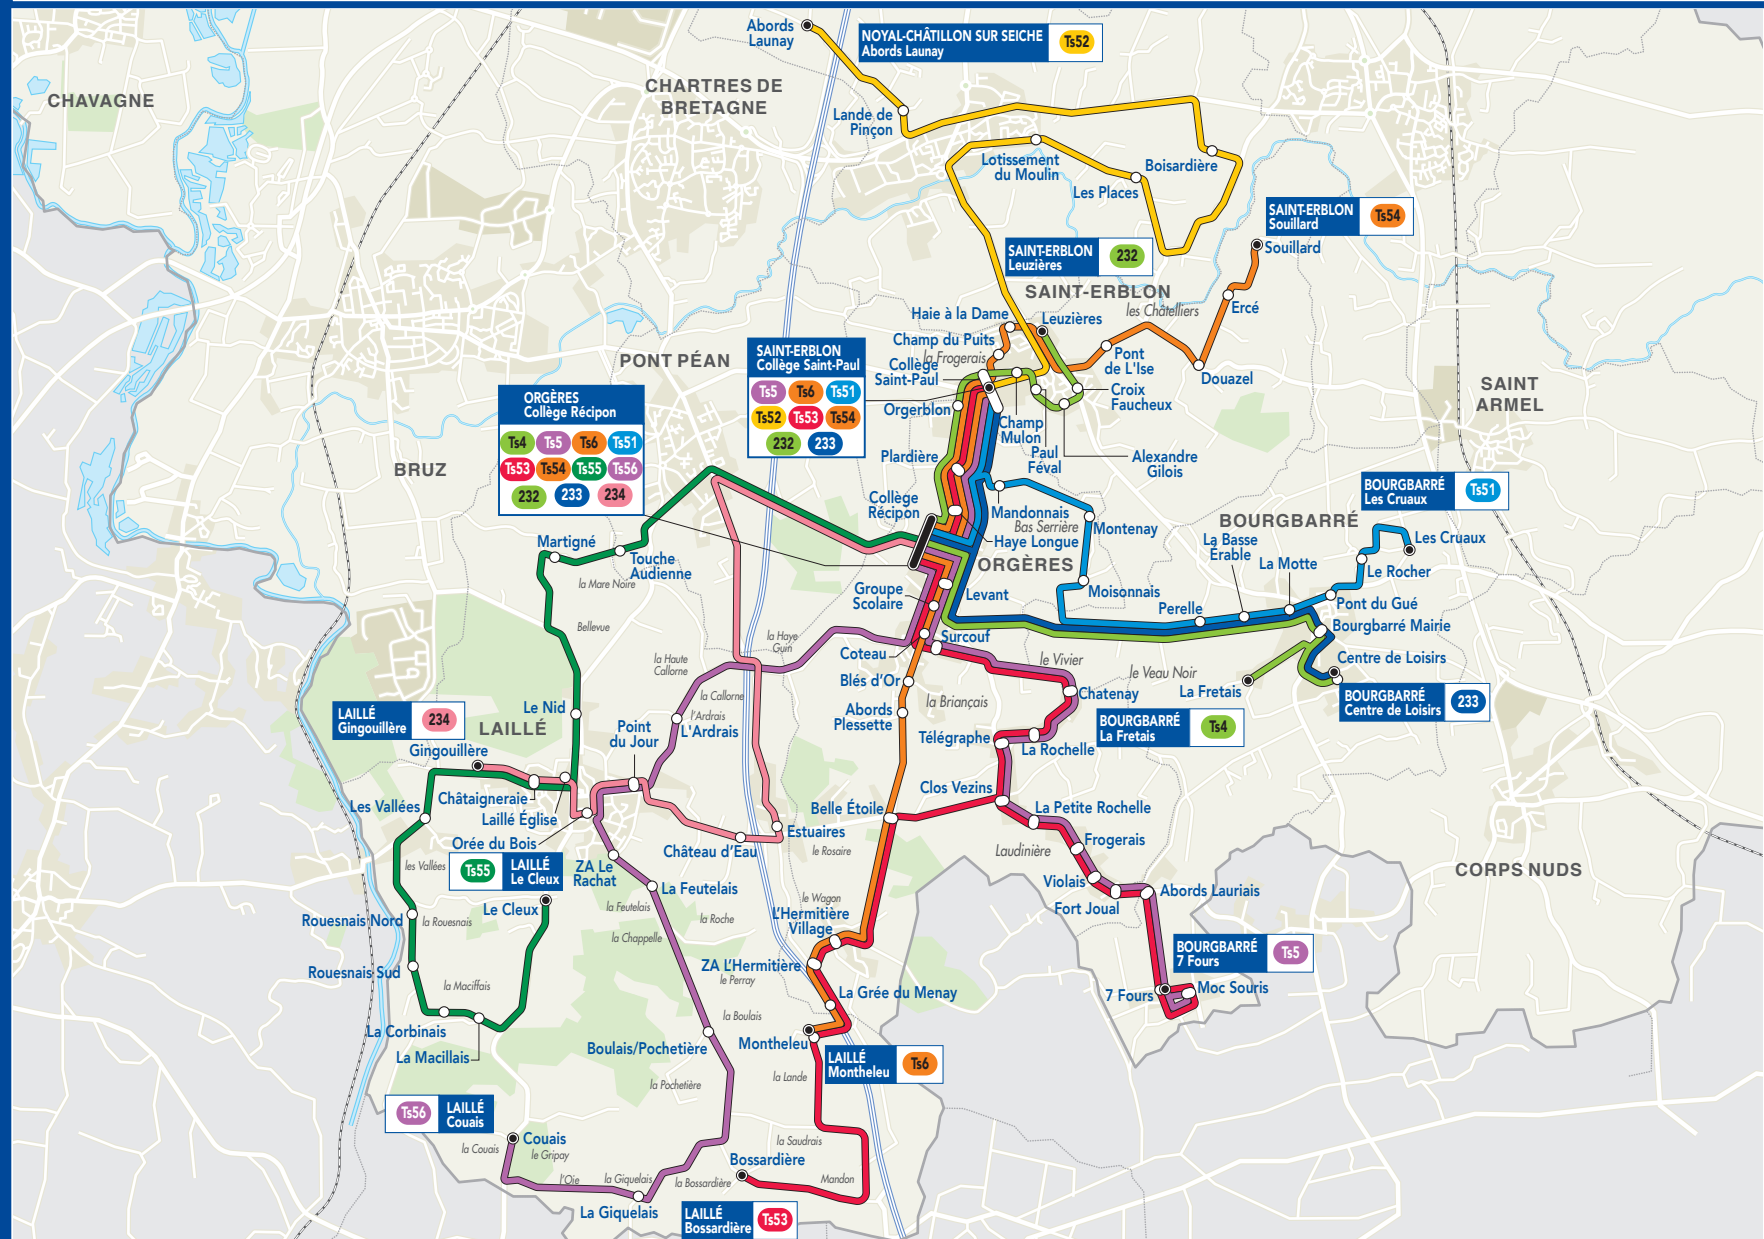 Abords
Launay
NOYAL-CHÂTILLON SUR SEICHE
Abords Launay
Ts52
CHAVAGNE
CHARTRES DE
BRETAGNE
Lande de
Pinçon
Lotissement
du Moulin
Boisardière
Les Places
SAINT-ERBLON
Souillard
Ts54
Souillard
SAINT-ERBLON
Leuzières
232
SAINT-ERBLON
les Châtelliers
Ercé
Haie à la Dame
Leuzières
Champ du Puits
la Frogerais
Collège
Saint-Paul
Pont
de L'Ise
Douazel
Croix
Faucheux
SAINT-ERBLON
Collège Saint-Paul
Ts5
Ts6
Ts51
Ts52
Ts53
Ts54
232
233
PONT PÉAN
SAINT
ARMEL
ORGÈRES
Collège Récipon
Ts4
Ts5
Ts6
Ts51
Ts53
Ts54
Ts55
Ts56
232
233
234
Orgerblon
Champ
Mulon
Paul
Féval
Alexandre
Gilois
Plardière
BRUZ
Collège
Récipon
Mandonnais
Bas Serrière
Montenay
Haye Longue
ORGÈRES
BOURGBARRÉ
Les Cruaux
Ts51
BOURGBARRÉ
La Basse
Érable
Les Cruaux
La Motte
Le Rocher
Martigné
Touche
Audienne
la Mare Noire
Groupe
Scolaire
Levant
Moisonnais
Perelle
Pont du Gué
Bourgbarré Mairie
Bellevue
la Haye
Guin
Surcouf
Coteau
Centre de Loisirs
la Haute
Callorne
le Vivier
le Veau Noir
La Fretais
BOURGBARRÉ
Centre de Loisirs
233
Blés d'Or
la Callorne
la Briançais
Chatenay
Le Nid
l'Ardrais
L'Ardrais
Abords
Plessette
BOURGBARRÉ
La Fretais
Ts4
LAILLÉ
Gingouillère
234
LAILLÉ
Point
du Jour
Télégraphe
La Rochelle
Gingouillère
Châtaigneraie
Clos Vezins
Les Vallées
Laillé Église
Belle Étoile
La Petite Rochelle
Estuaires
Orée du Bois
Château d'Eau
le Rosaire
Laudinière
Frogerais
les Vallées
Ts55
LAILLÉ
Le Cleux
ZA Le
Rachat
CORPS NUDS
Violais
Abords Lauriais
La Feutelais
le Wagon
Fort Joual
Le Cleux
la Feutelais
Rouesnais Nord
la Rouesnais
la Roche
L'Hermitière
Village
la Chappelle
BOURGBARRÉ
7 Fours
Ts5
Rouesnais Sud
ZA L'Hermitière
le Perray
la Maciffais
La Grée du Menay
7 Fours
Moc Souris
la Boulais
La Corbinais
Boulais/Pochetière
Montheleu
La Macillais
LAILLÉ
Montheleu
Ts6
la Pochetière
la Lande
Ts56
LAILLÉ
Couais
Couais
la Couais
le Gripay
la Saudrais
Bossardière
l'Oie
la Giquelais
la Bossardière
Mandon
La Giquelais
LAILLÉ
Bossardière
Ts53